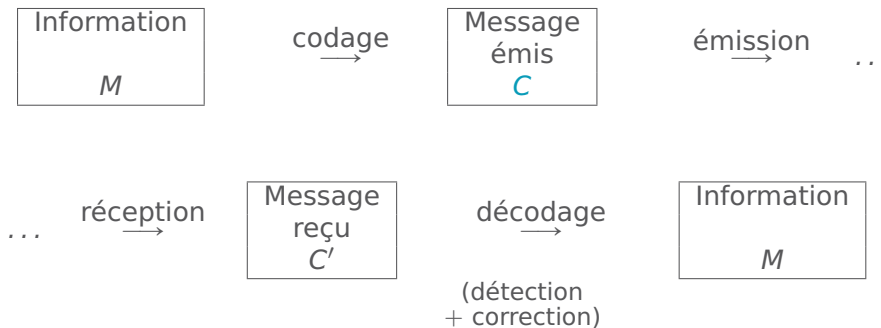 Information
M
codage
⟶
Message
émis
C
émission
⟶
. .
. . .
réception
⟶
Message
reçu
C′
décodage
⟶
(détection
+ correction)
Information
M